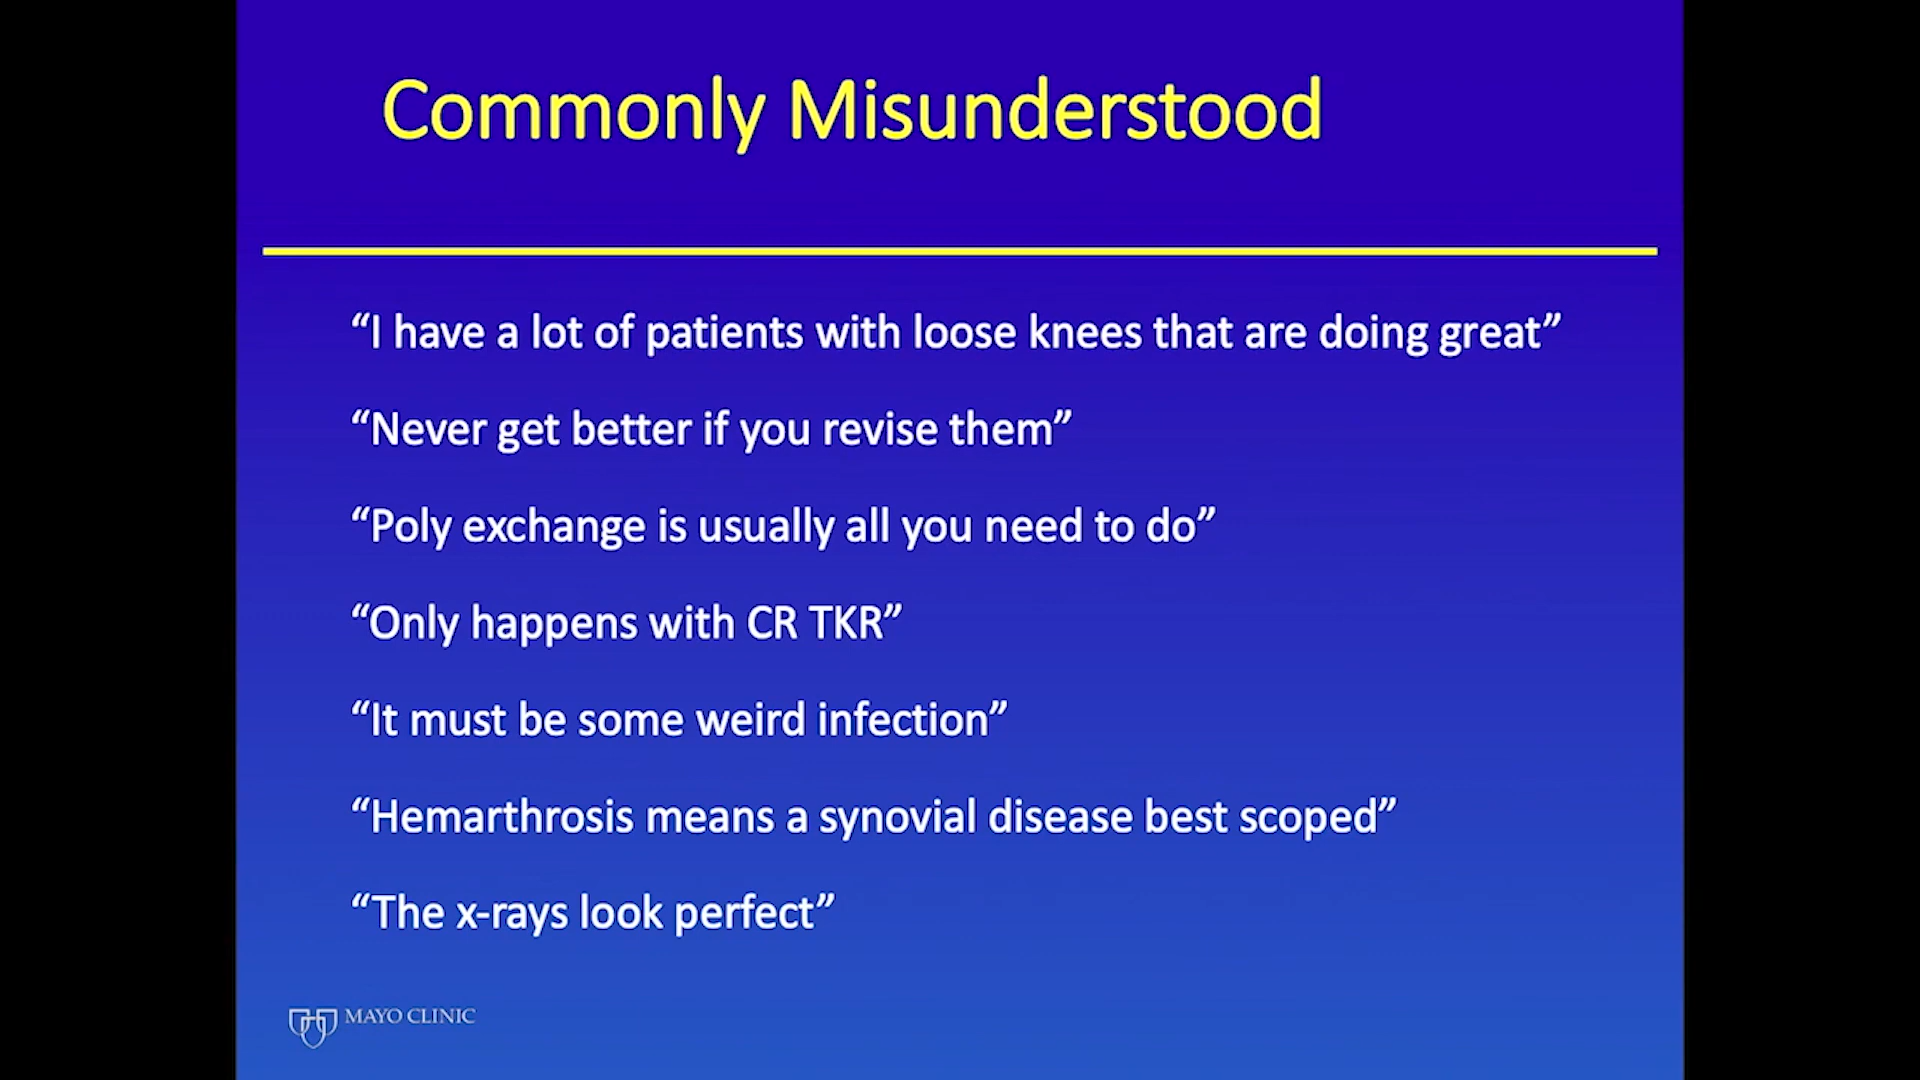 Commonly Misunderstood
“I have a lot of patients with loose knees that are doing great”
“Never get better if you revise them”
“Poly exchange is usually all you need to do”
“Only happens with CR TKR”
“It must be some weird infection”
“Hemarthrosis means a synovial disease best scoped”
“The x-rays look perfect”
MAYO CLINIC